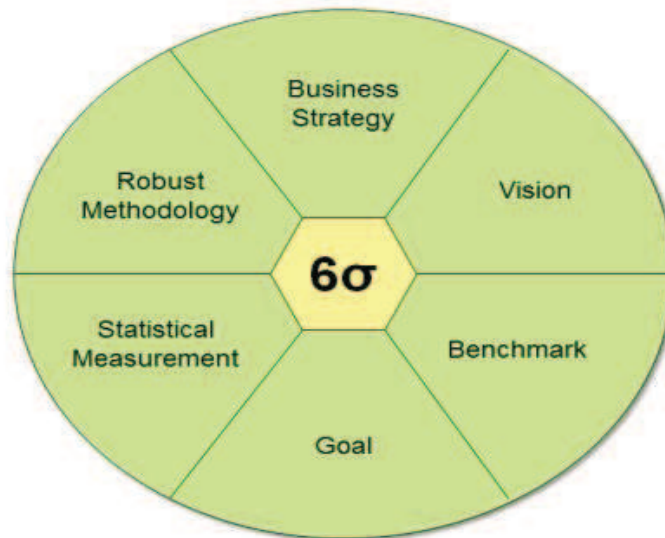 Business
Strategy
Vision
Robust
Methodology
6σ
Statistical
Measurement
Benchmark
Goal